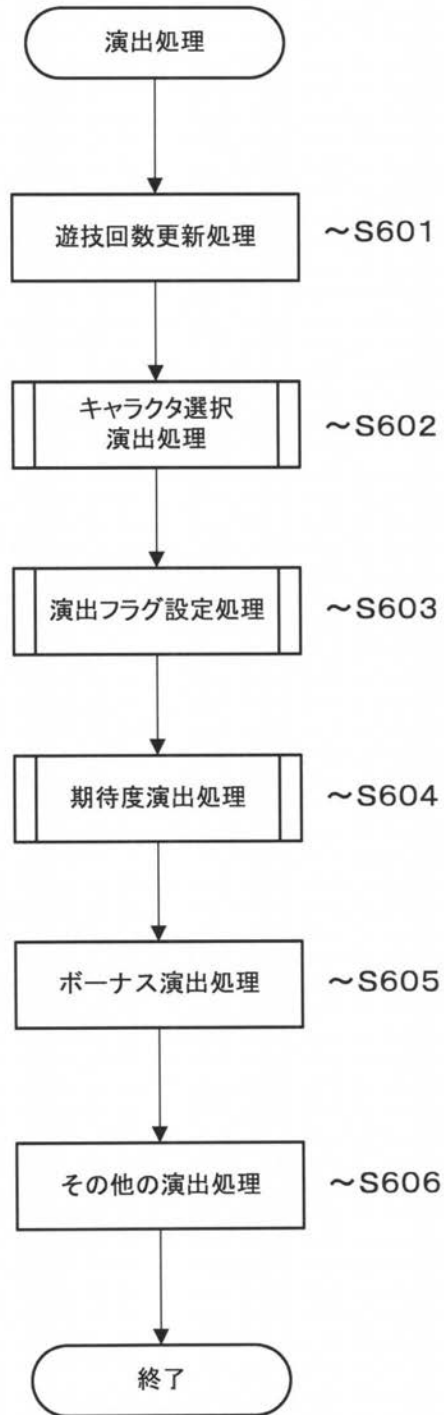 演出処理
遊技回数更新処理
～S601
キャラクタ選択
演出処理
～S602
演出フラグ設定処理
～S603
期待度演出処理
～S604
ボーナス演出処理
～S605
その他の演出処理
～S606
終了